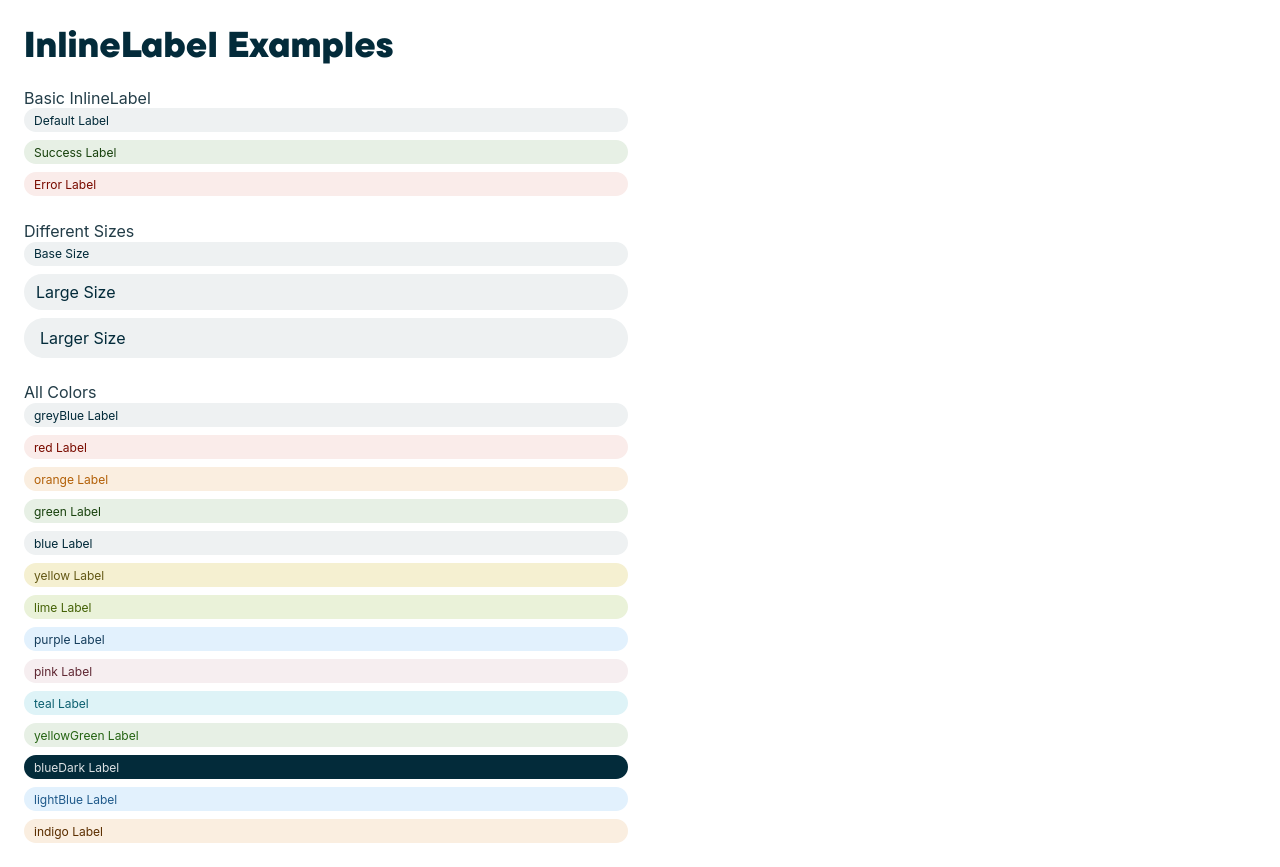 InlineLabel Examples
Basic InlineLabel
Default Label
Success Label
Error Label
Different Sizes
Base Size
Large Size
Larger Size
All Colors
greyBlue Label
red Label
orange Label
green Label
blue Label
yellow Label
lime Label
purple Label
pink Label
teal Label
yellowGreen Label
blueDark Label
lightBlue Label
indigo Label